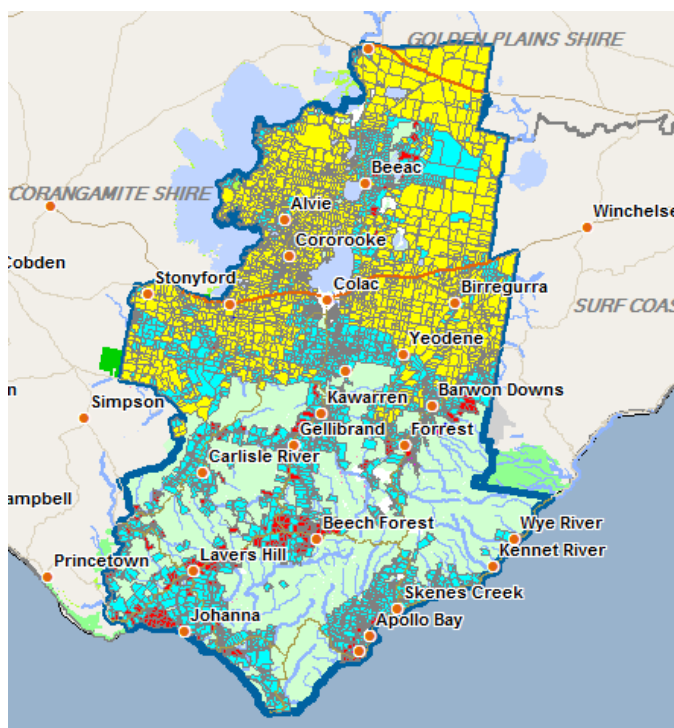 GOLDEN PLAINS SHIRE
Beeac
CORANGAMITE SHIRE
Alvie
Winchelse
Cororooke
Cobden
Stonyford
Colac
Birregurra
SURF COAS
Yeodene
n
Barwon Downs
Simpson
Kawarren
Gellibrand
Forrest
Carlisle River
ampbell
Beech Forest
Wye River
Princetown
Lavers Hill
Kennet River
Skenes Creek
Johanna
Apollo Bay